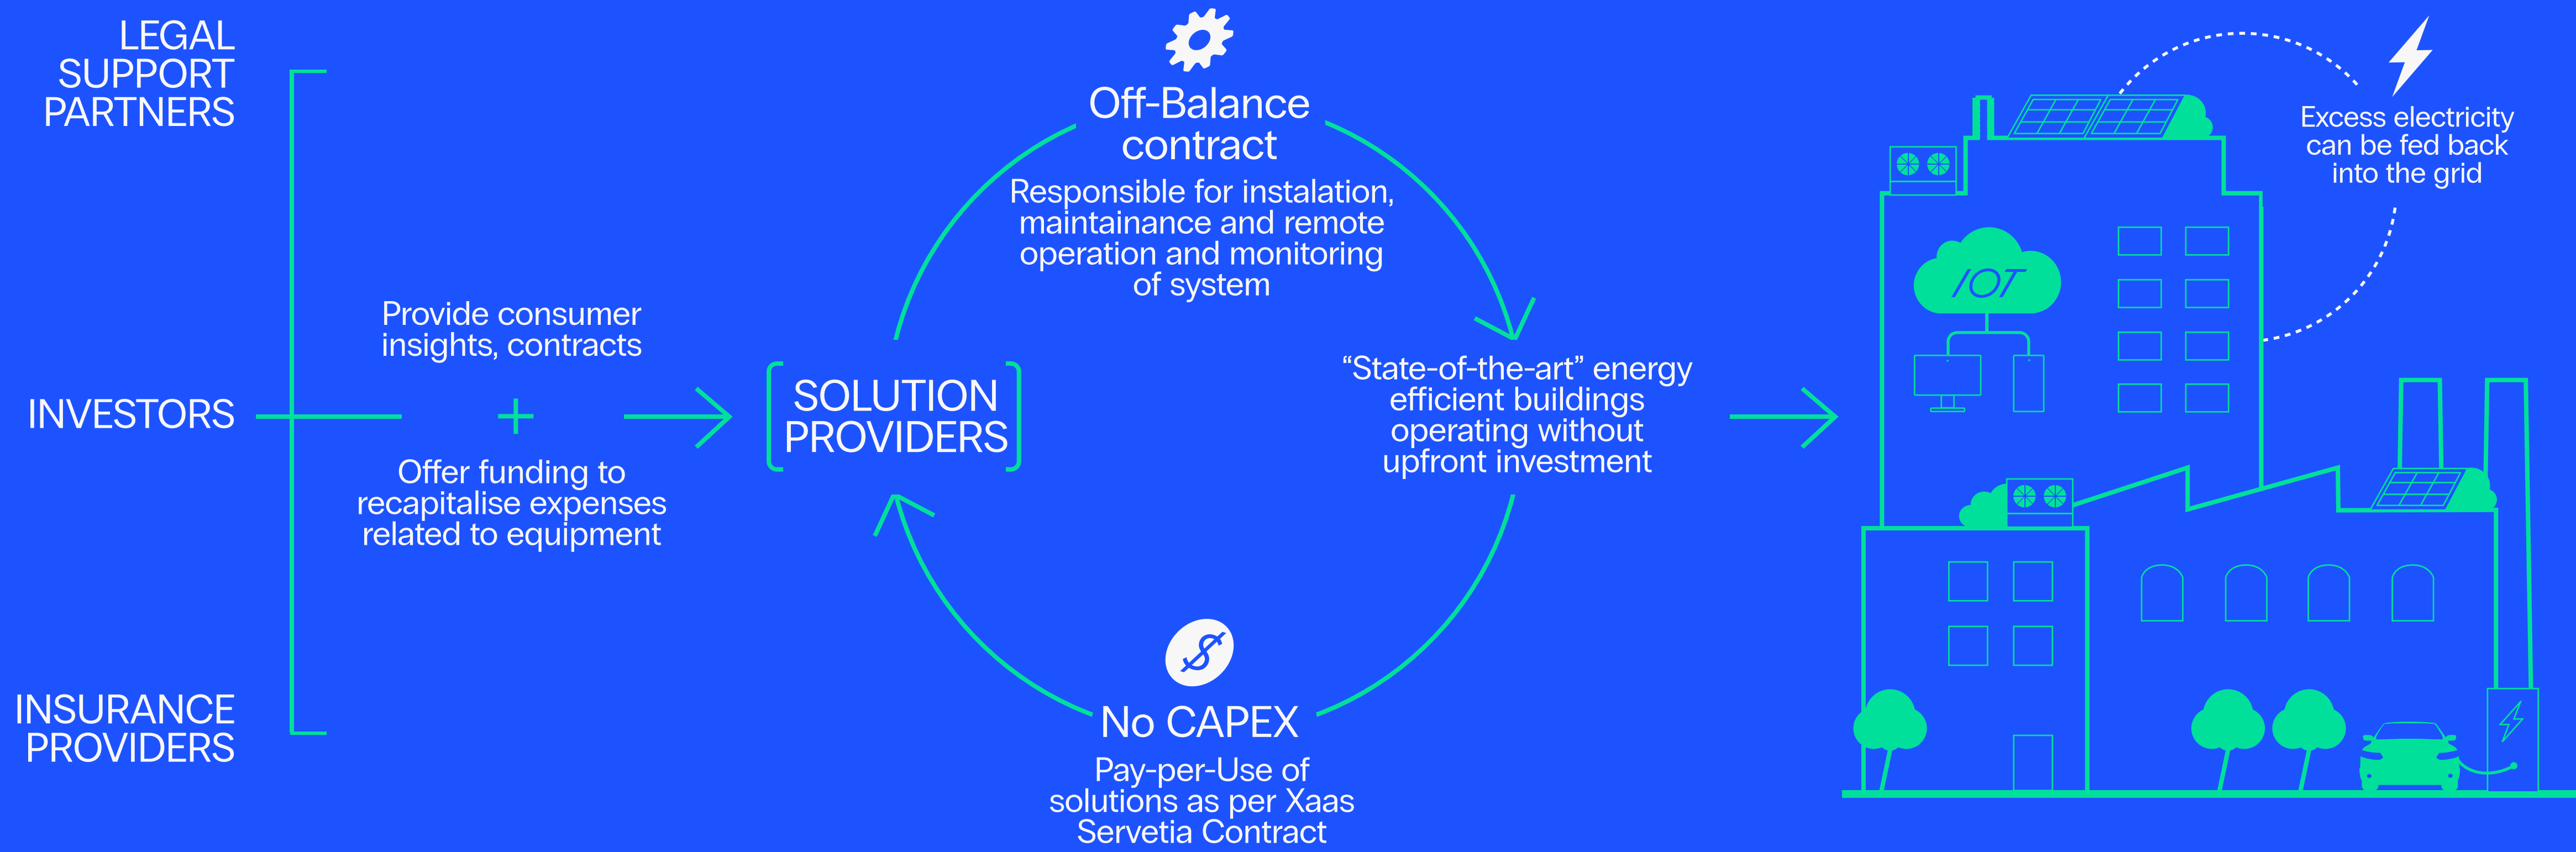 LEGAL
SUPPORT
PARTNERS
INVESTORS
INSURANCE
PROVIDERS
Provide consumer
insights, contracts
+
Offer funding to
recapitalise expenses
related to equipment
SOLUTION
PROVIDERS
Off-Balance
contract
Responsible for instalation,
maintainance and remote
operation and monitoring
of system
“State-of-the-art” energy
efficient buildings
operating without
upfront investment
$
No CAPEX
Pay-per-Use of
solutions as per Xaas
Servetia Contract
IOT
Excess electricity
can be fed back
into the grid